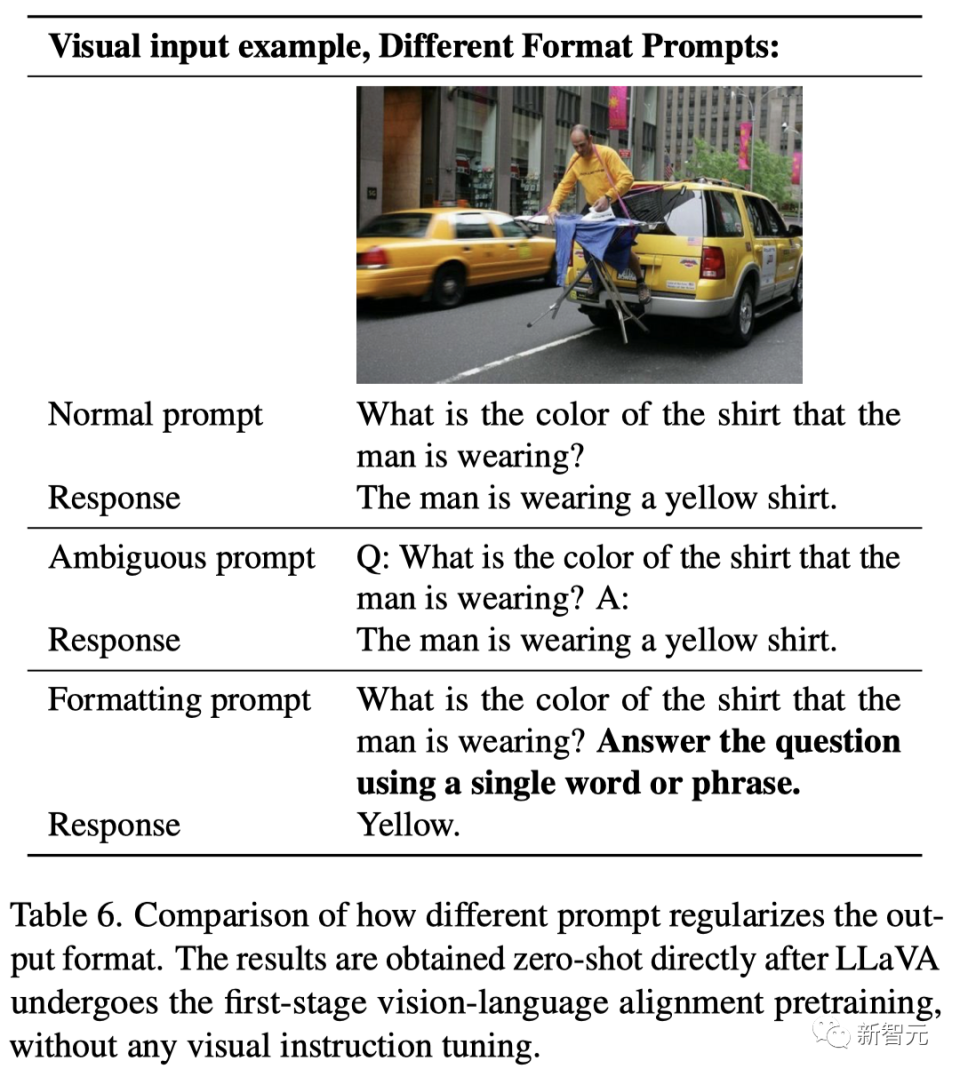 Visual input example, Different Format Prompts:
Normal prompt
What is the color of the shirt that the
man is wearing?
Response
The man is wearing a yellow shirt.
Ambiguous prompt
Q: What is the color of the shirt that the
man is wearing? A:
Response
The man is wearing a yellow shirt.
Formatting prompt
What is the color of the shirt that the
man is wearing? Answer the question
using a single word or phrase.
Response
Yellow.
Table 6. Comparison of how different prompt regularizes the out-
put format. The results are obtained zero-shot directly after LLaVA
undergoes the first-stage vision-language alignment pretraining,
without any visual instruction tuning.
新智元